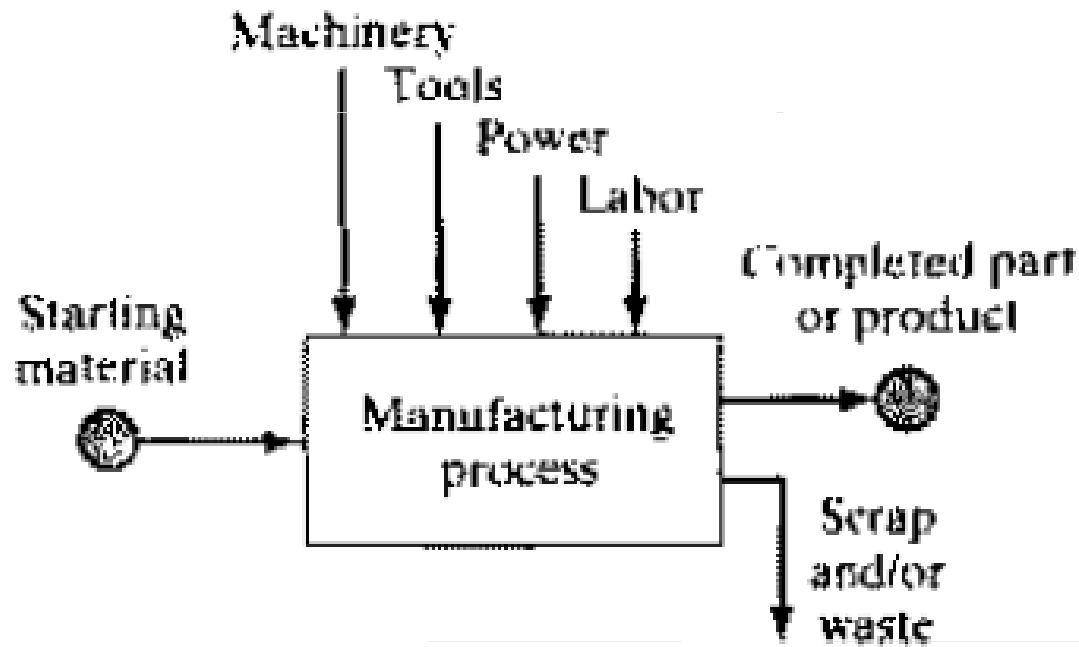 Machinery
Tools
Power
Labor
Completed part
or product
Starting
material
Manufacturing
process
Scrap
and/or
waste